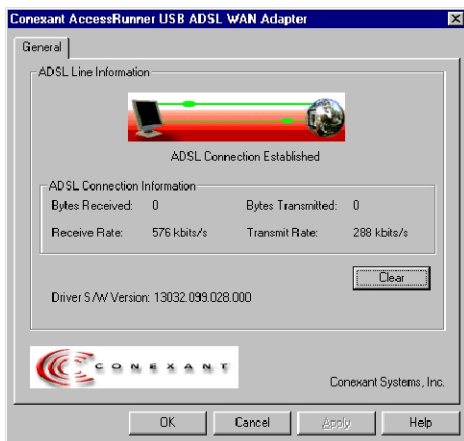 Conexant AccessRunner USB ADSL WAN Adapter
General
ADSL Line Information
ADSL Connection Established
ADSL Connection Information
Bytes Received: 0 Bytes Transmitted: 0
Receive Rate: 576 kbits/s Transmit Rate: 288 kbits/s
Clear
Driver S/W Version: 13032.099.028.000
CONEXANT
Conexant Systems, Inc.
OK Cancel Apply Help